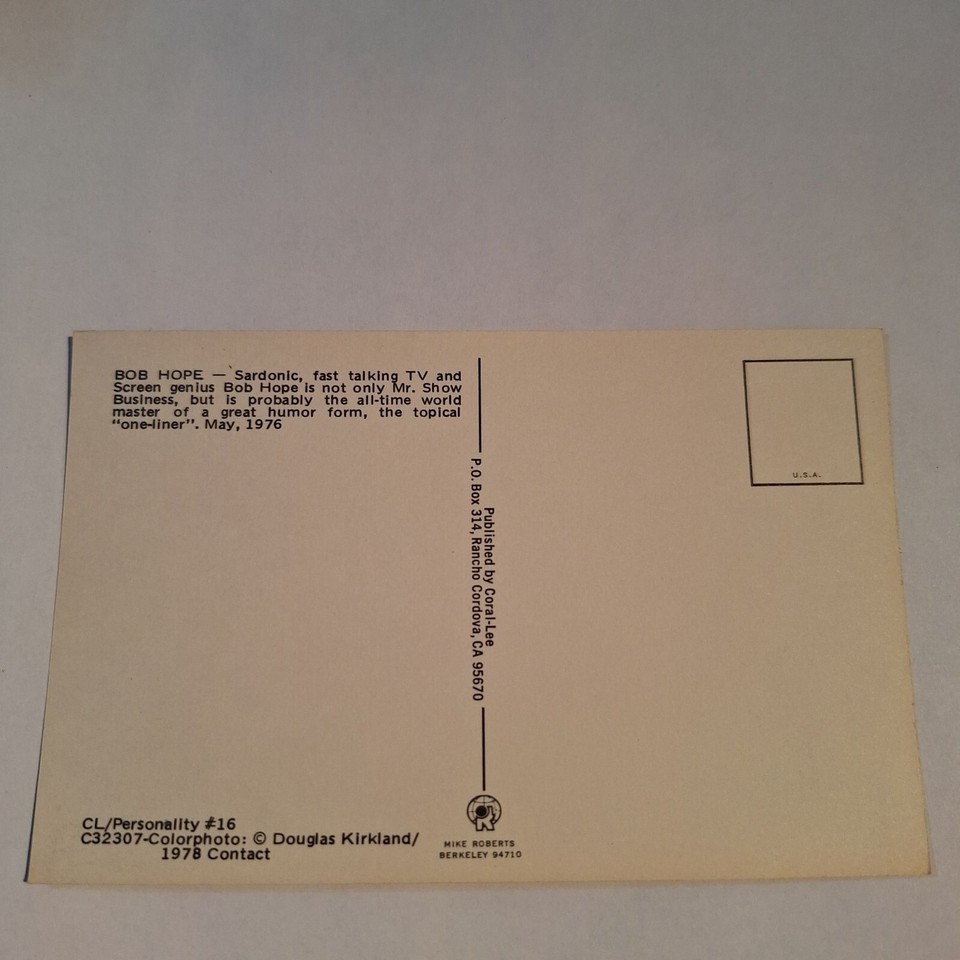 BOB HOPE — Sardonic, fast talking TV and
Screen genius Bob Hope is not only Mr. Show
Business, but is probably the all-time world
master of a great humor form, the topical
“one-liner”. May, 1976
U.S.A.
Published by Coral-Lee
P.O. Box 314, Rancho Cordova, CA 95670
CL/Personality #16
C32307-Colorphoto: © Douglas Kirkland/
1978 Contact
MIKE ROBERTS
BERKELEY 94710